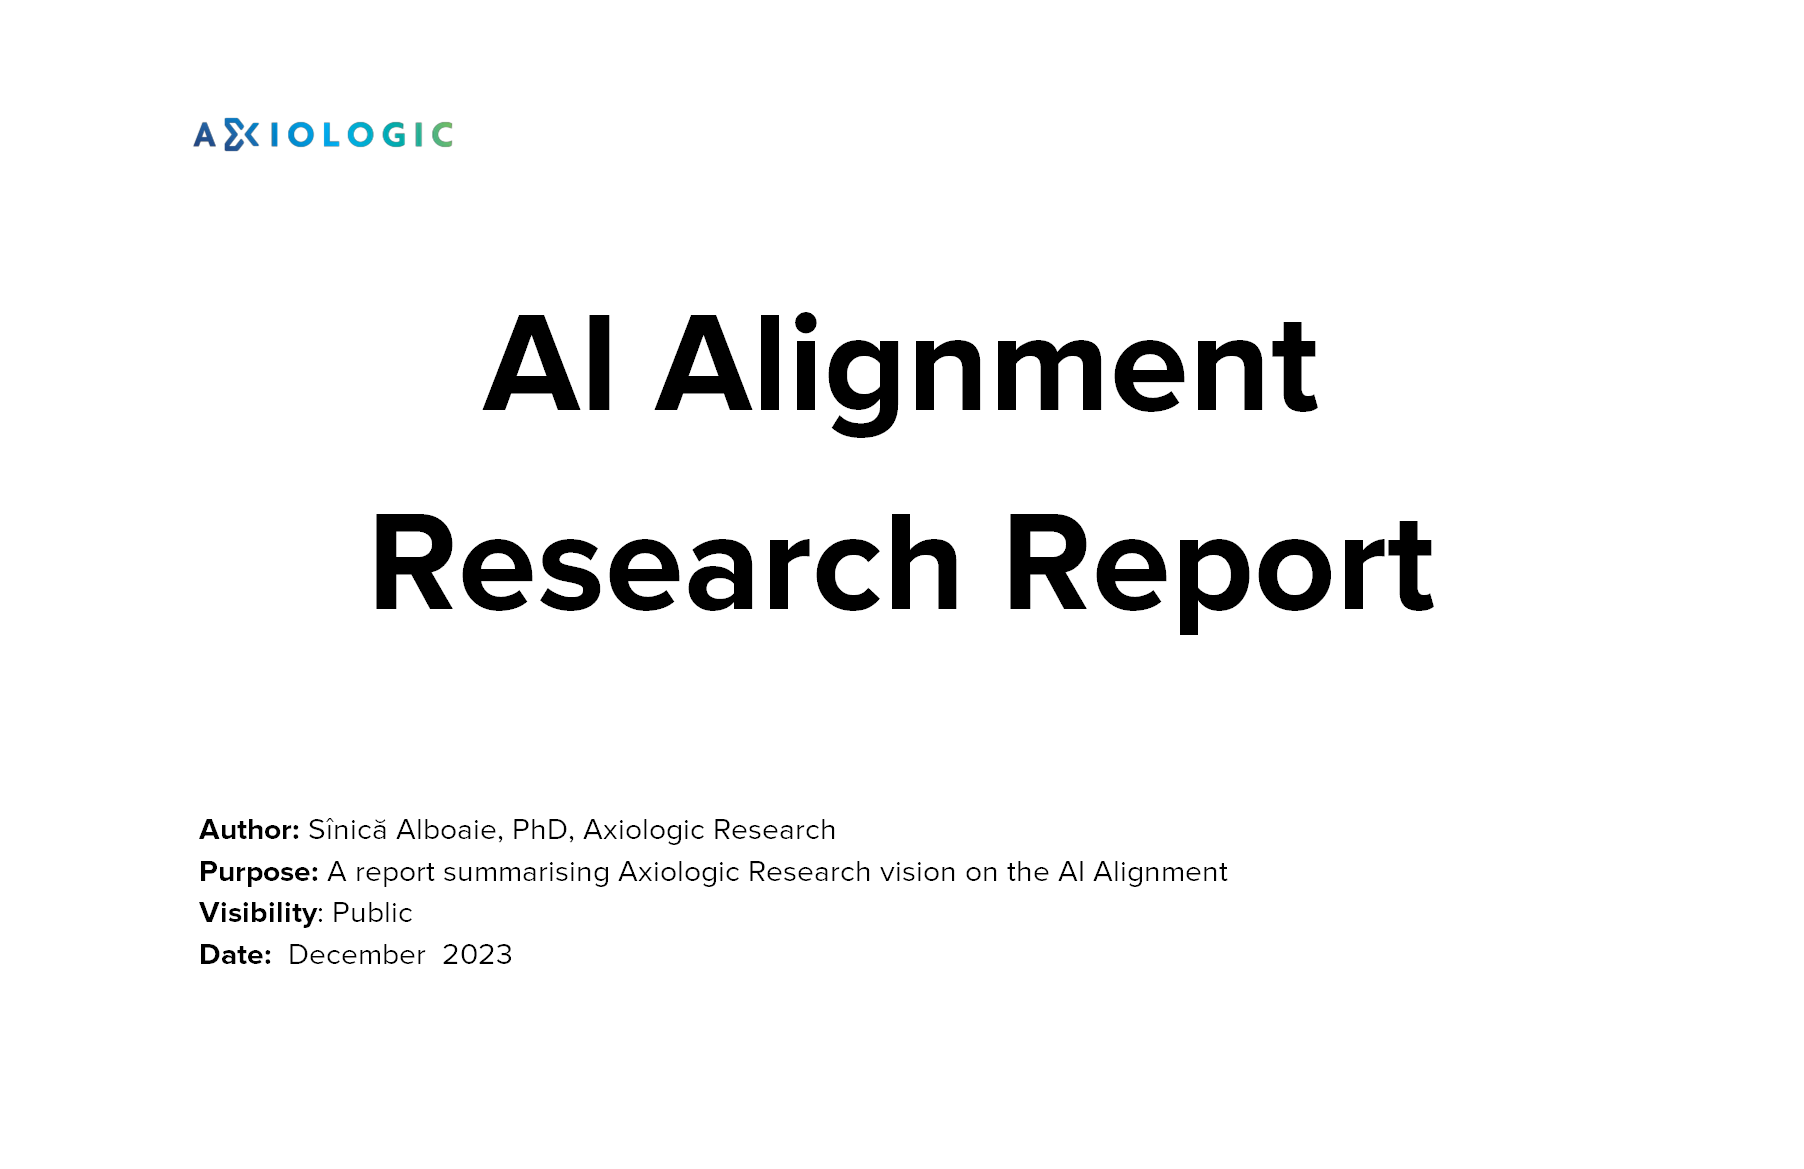 AXIOLOGIC
AI Alignment
Research Report
Author: Sînică Alboaie, PhD, Axiologic Research
Purpose: A report summarising Axiologic Research vision on the AI Alignment
Visibility: Public
Date:  December  2023